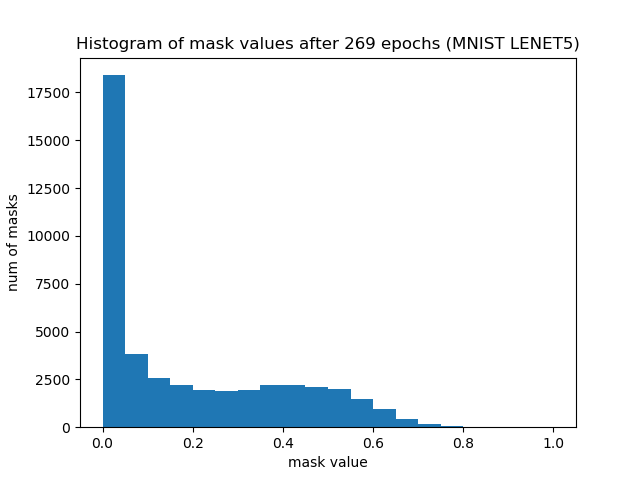 Histogram of mask values after 269 epochs (MNIST LENET5)
17500
15000
12500
10000
7500
5000
2500
0
num of masks
0.0 0.2 0.4 0.6 0.8 1.0
mask value